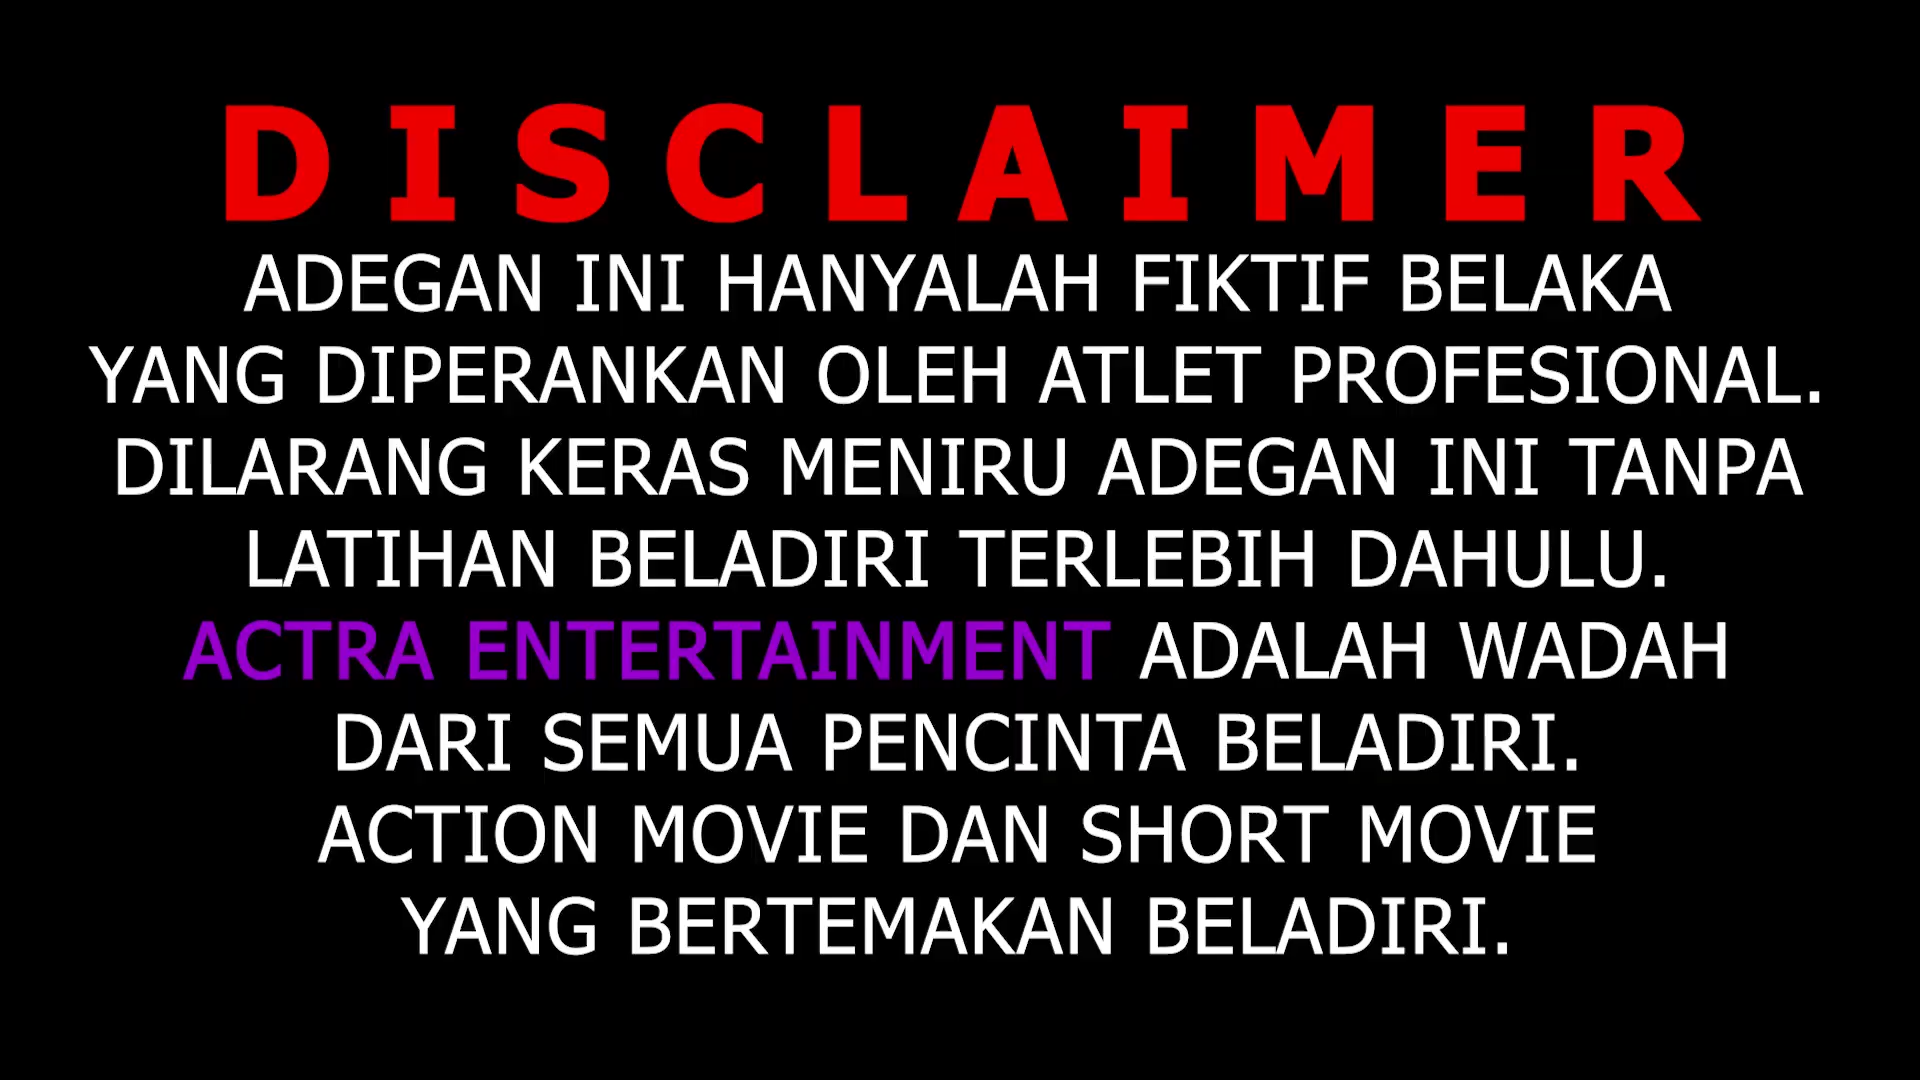 DISCLAIMER
ADEGAN INI HANYALAH FIKTIF BELAKA
YANG DIPERANKAN OLEH ATLET PROFESIONAL.
DILARANG KERAS MENIRU ADEGAN INI TANPA
LATIHAN BELADIRI TERLEBIH DAHULU.
ACTRA ENTERTAINMENT ADALAH WADAH
DARI SEMUA PENCINTA BELADIRI.
ACTION MOVIE DAN SHORT MOVIE
YANG BERTEMAKAN BELADIRI.